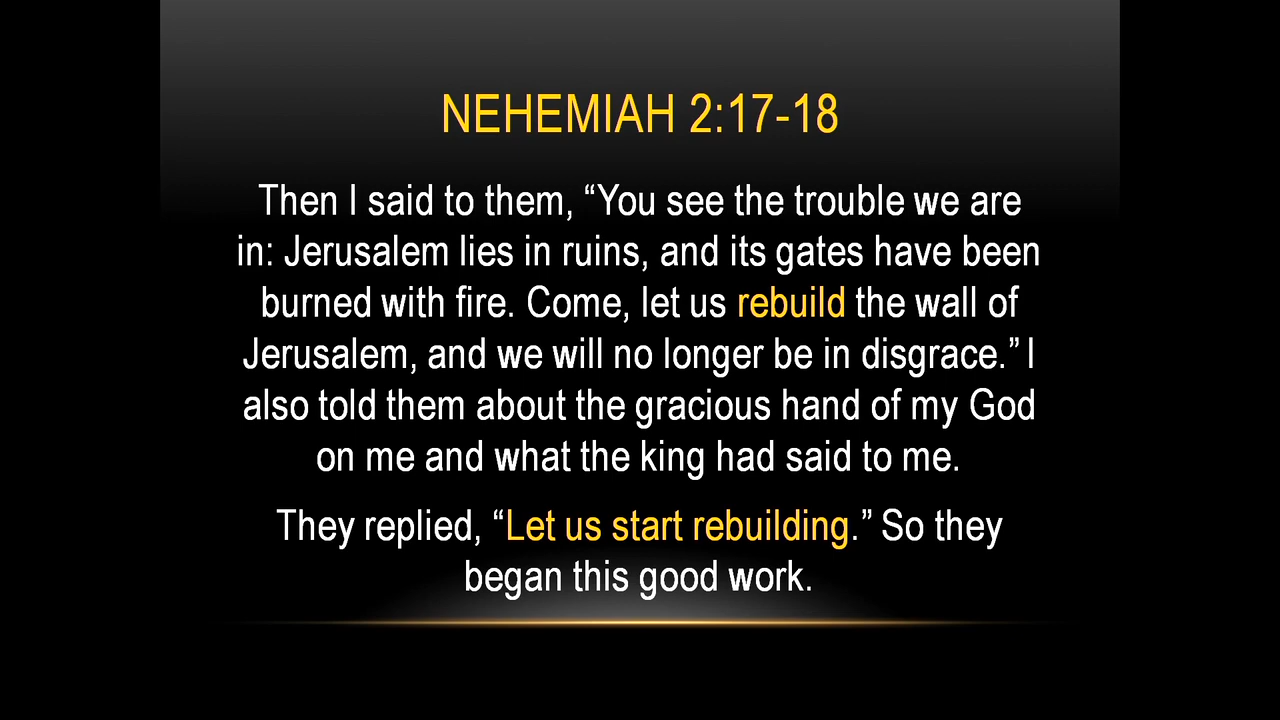 NEHEMIAH 2:17-18
Then I said to them, “You see the trouble we are
in: Jerusalem lies in ruins, and its gates have been
burned with fire. Come, let us rebuild the wall of
Jerusalem, and we will no longer be in disgrace.” I
also told them about the gracious hand of my God
on me and what the king had said to me.
They replied, “Let us start rebuilding.” So they
began this good work.